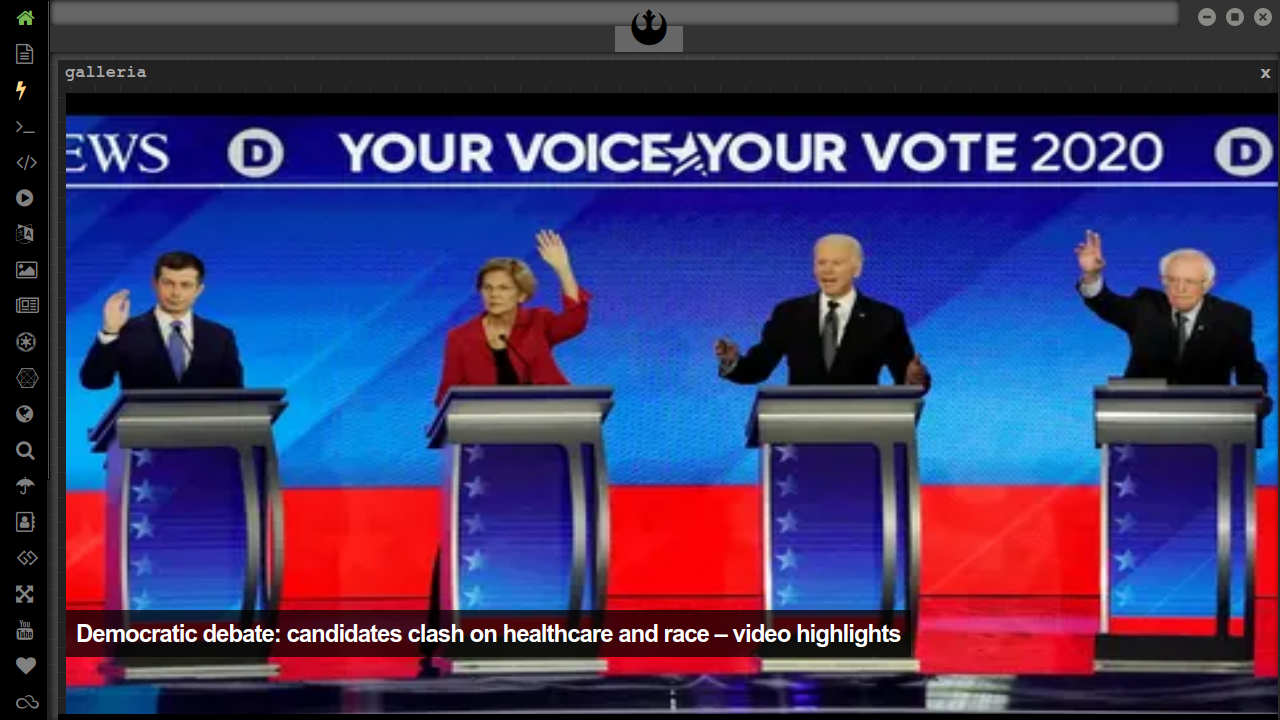 galleria
x
EWS D YOUR VOICE YOUR VOTE 2020 D
Democratic debate: candidates clash on healthcare and race – video highlights
You
Tube